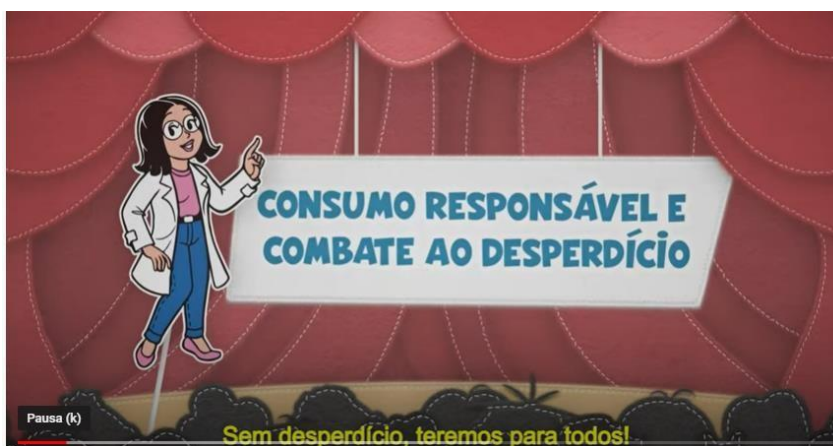 CONSUMO RESPONSÁVEL E
COMBATE AO DESPERDÍCIO
Pausa (k)
Sem desperdício, teremos para todos!